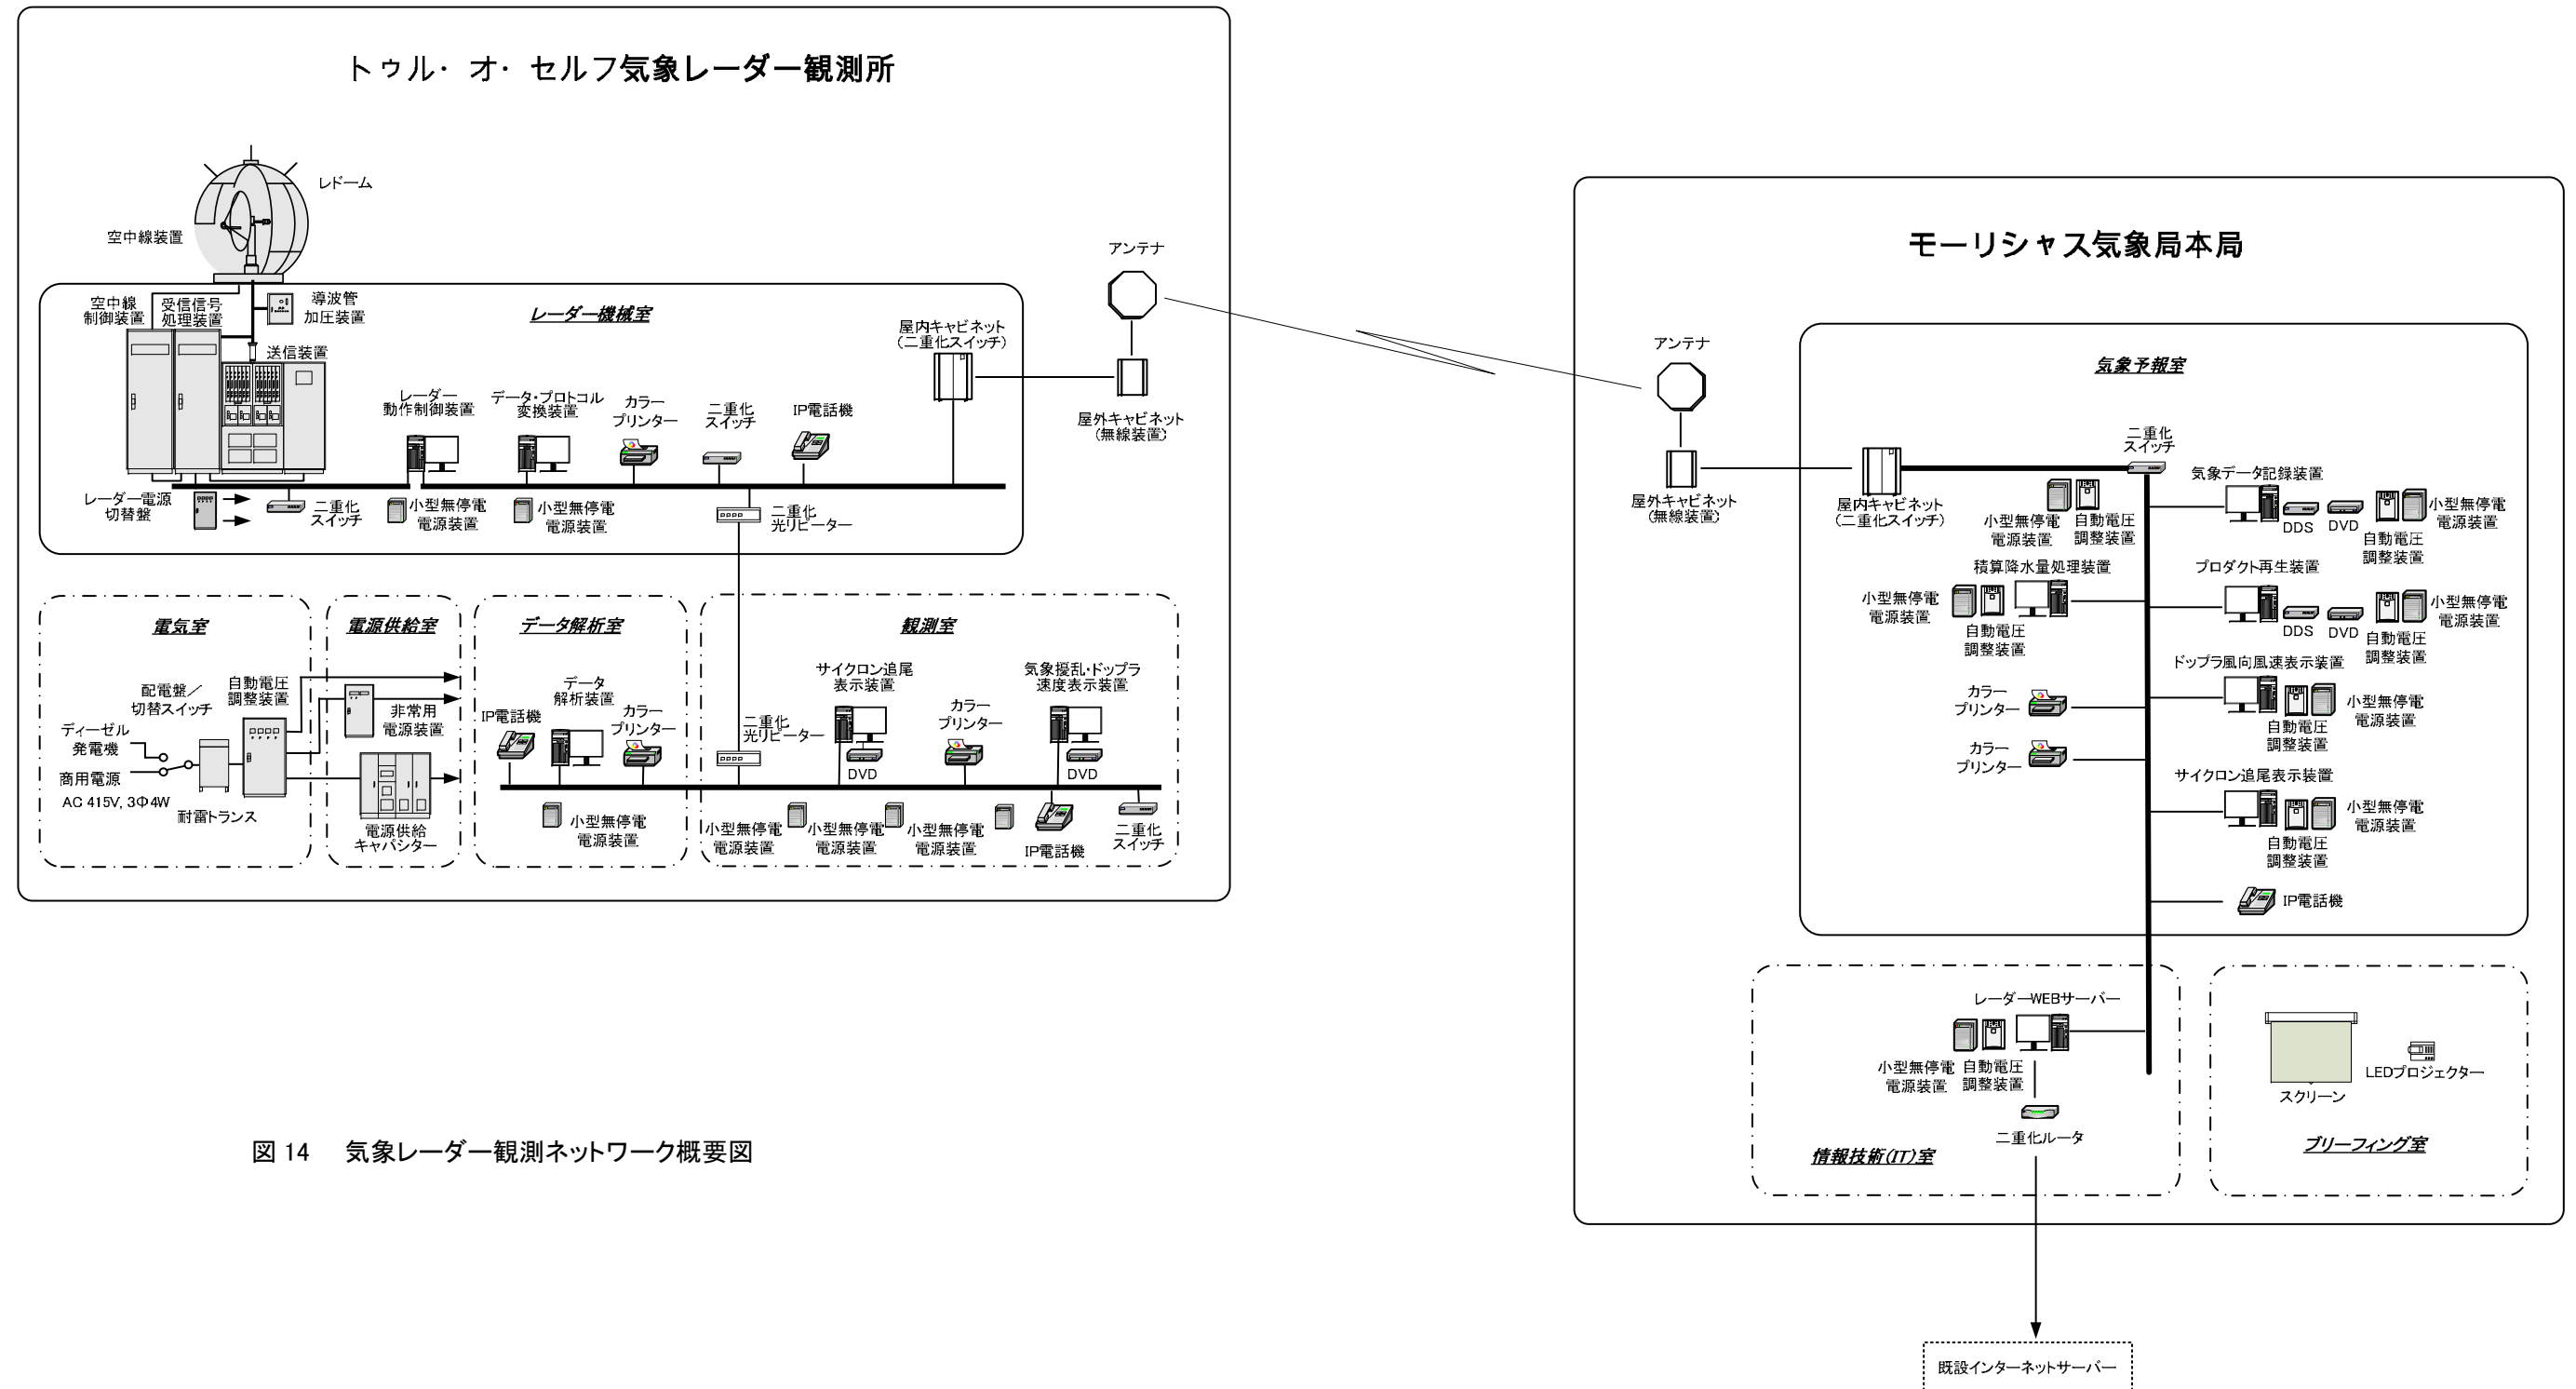 トゥル・オ・セルフ気象レーダー観測所
レドーム
空中線装置
空中線
制御装置
受信信号
処理装置
導波管
加圧装置
送信装置
レーダー機械室
レーダー
動作制御装置
データ・プロトコル
変換装置
カラー
プリンター
二重化
スイッチ
IP電話機
屋内キャビネット
(二重化スイッチ)
アンテナ
屋外キャビネット
(無線装置)
レーダー電源
切替盤
二重化
スイッチ
小型無停電
電源装置
小型無停電
電源装置
二重化
光リピーター
電気室
配電盤／
切替スイッチ
自動電圧
調整装置
ディーゼル
発電機
商用電源
AC 415V, 3Φ4W
耐雷トランス
電源供給室
非常用
電源装置
電源供給
キャパシター
データ解析室
IP電話機
データ
解析装置
カラー
プリンター
小型無停電
電源装置
観測室
サイクロン追尾
表示装置
気象擾乱・ドップラ
速度表示装置
二重化
光リピーター
カラー
プリンター
DVD
DVD
小型無停電
電源装置
小型無停電
電源装置
小型無停電
電源装置
IP電話機
二重化
スイッチ
図 14 気象レーダー観測ネットワーク概要図
モーリシャス気象局本局
アンテナ
屋外キャビネット
(無線装置)
気象予報室
屋内キャビネット
(二重化スイッチ)
二重化
スイッチ
小型無停電
電源装置
自動電圧
調整装置
気象データ記録装置
DDS
DVD
自動電圧
調整装置
小型無停電
電源装置
積算降水量処理装置
小型無停電
電源装置
自動電圧
調整装置
プロダクト再生装置
DDS
DVD
自動電圧
調整装置
小型無停電
電源装置
ドップラ風向風速表示装置
カラー
プリンター
自動電圧
調整装置
小型無停電
電源装置
カラー
プリンター
サイクロン追尾表示装置
自動電圧
調整装置
小型無停電
電源装置
IP電話機
レーダーWEBサーバー
小型無停電
電源装置
自動電圧
調整装置
二重化ルータ
情報技術(IT)室
スクリーン
LEDプロジェクター
ブリーフィング室
既設インターネットサーバー